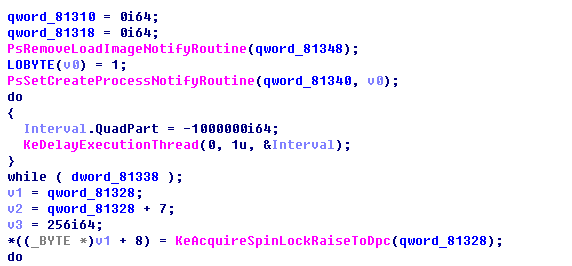 qword_81310 = 0i64;
qword_81318 = 0i64;
PsRemoveLoadImageNotifyRoutine(qword_81348);
LOBYTE(v0) = 1;
PsSetCreateProcessNotifyRoutine(qword_81340, v0);
do
{
Interval.QuadPart = -1000000i64;
KeDelayExecutionThread(0, 1u, &Interval);
}
while ( dword_81338 );
v1 = qword_81328;
v2 = qword_81328 + 7;
v3 = 256i64;
*((_BYTE *)v1 + 8) = KeAcquireSpinLockRaiseToDpc(qword_81328);
do